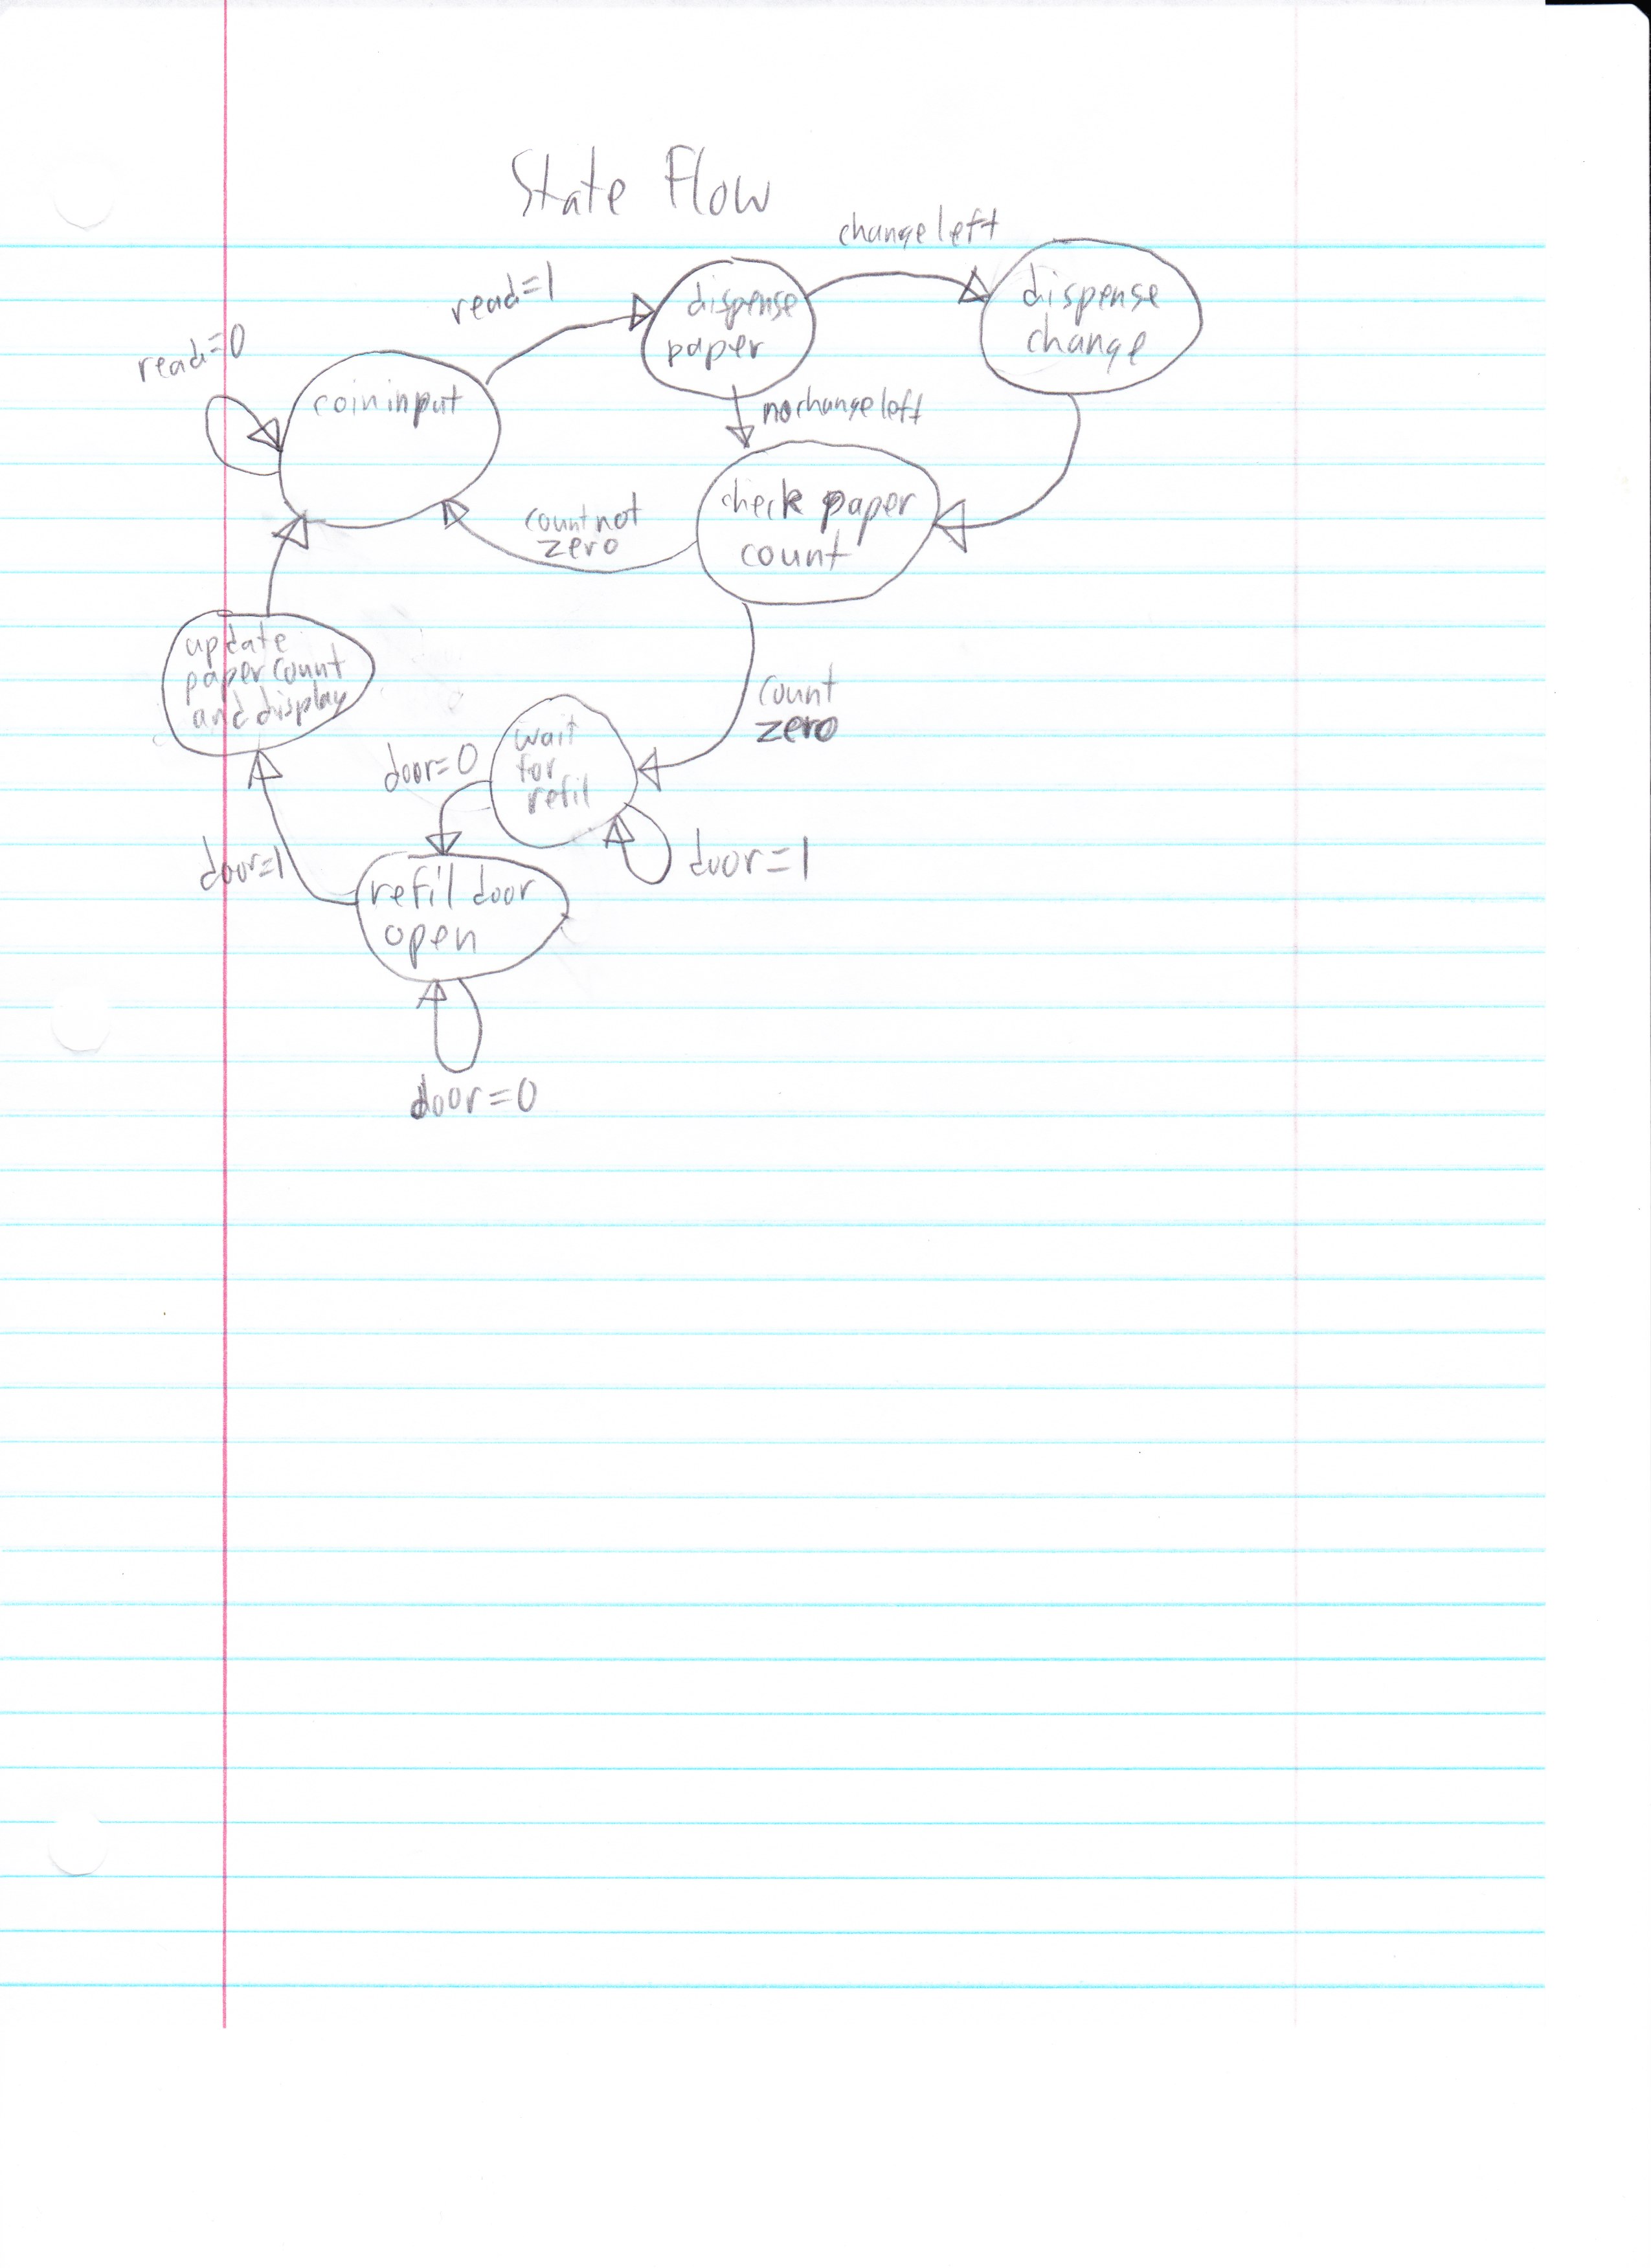 State Flow
change left
read=1
dispense
paper
dispense
change
read=0
coin input
no change left
check paper
count
count not
zero
update
paper count
and display
count
zero
wait
for
refil
door=0
door=1
door=1
refil door
open
door=0